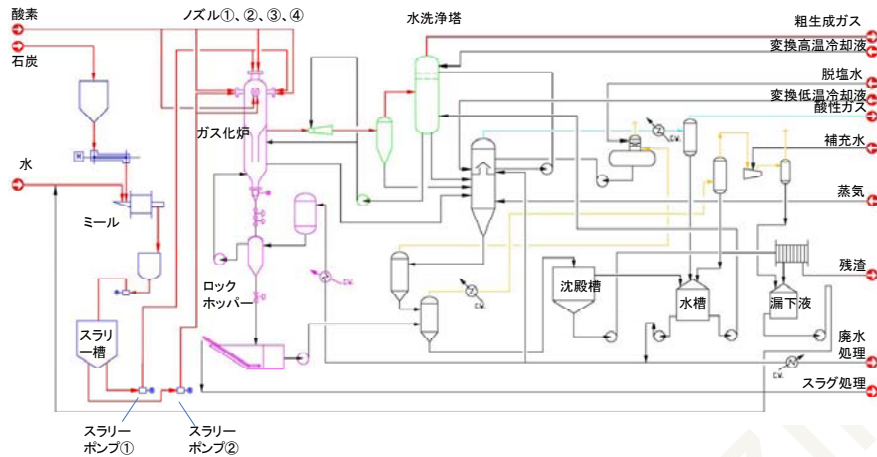 酸素
石炭
ノズル①、②、③、④
水洗浄塔
粗生成ガス
変換高温冷却液
脱塩水
変換低温冷却液
酸性ガス
補充水
ガス化炉
水
蒸気
ミール
ロック
ホッパー
沈殿槽
水槽
漏下液
残渣
スラリ
ー槽
廃水
処理
スラグ処理
スラリー
ポンプ①
スラリー
ポンプ②
C.W.
C.W.
C.W.
C.W.
M